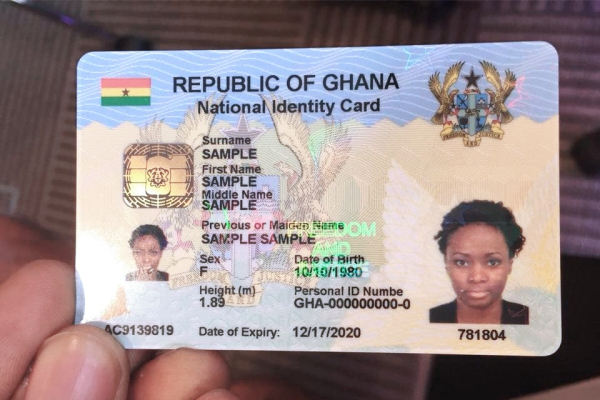 REPUBLIC OF GHANA
National Identity Card
Surname
SAMPLE
First Name
SAMPLE
Middle Name
SAMPLE
Previous or Maiden Name
SAMPLE SAMPLE
Sex
F
Date of Birth
10/10/1980
Height (m)
1.89
Personal ID Numbe
GHA-000000000-0
AC9139819
Date of Expiry: 12/17/2020
781804
FREEDOM
AND